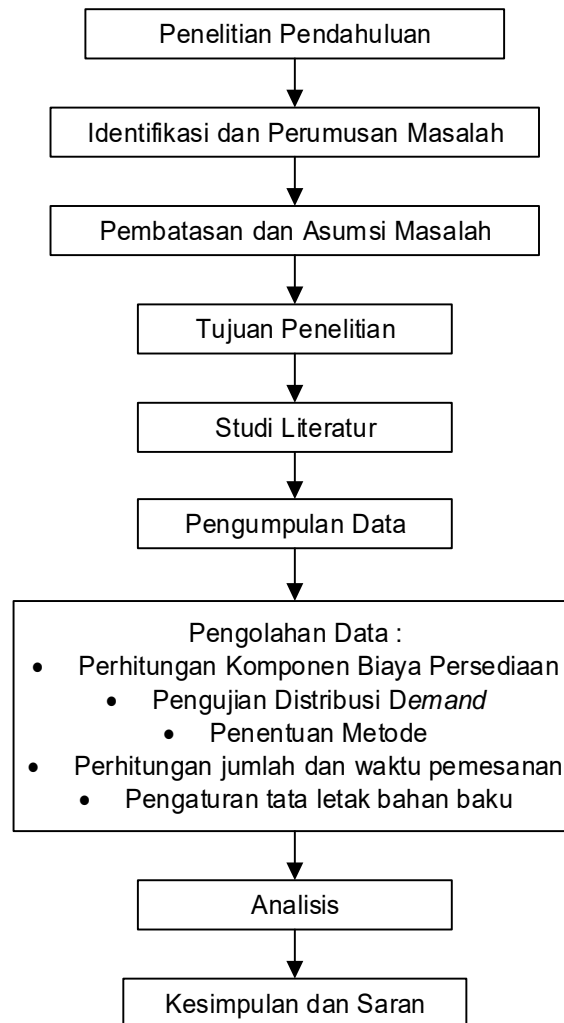 Penelitian Pendahuluan
Identifikasi dan Perumusan Masalah
Pembatasan dan Asumsi Masalah
Tujuan Penelitian
Studi Literatur
Pengumpulan Data
Pengolahan Data :
• Perhitungan Komponen Biaya Persediaan
• Pengujian Distribusi Demand
• Penentuan Metode
• Perhitungan jumlah dan waktu pemesanan
• Pengaturan tata letak bahan baku
Analisis
Kesimpulan dan Saran